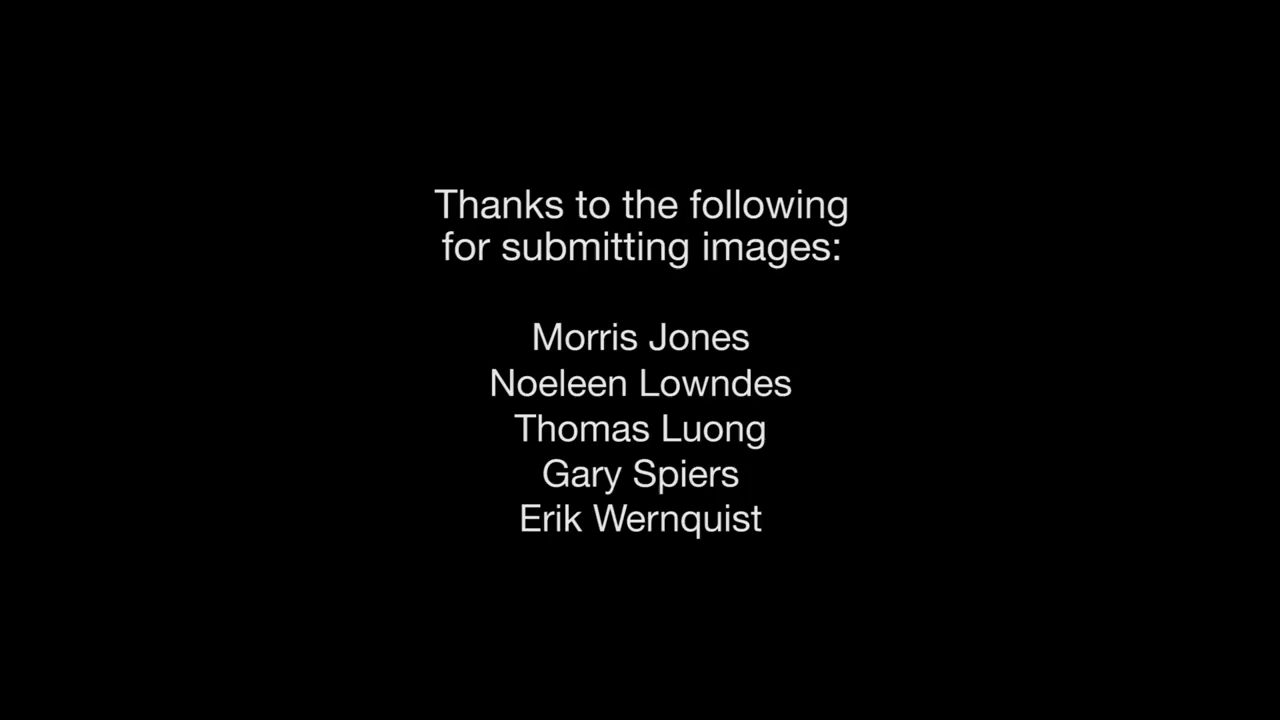 Thanks to the following
for submitting images:
Morris Jones
Noeleen Lowndes
Thomas Luong
Gary Spiers
Erik Wernquist